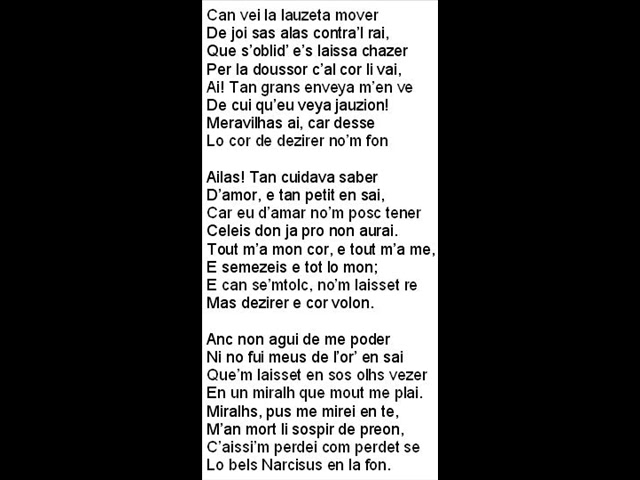 Can vei la lauzeta mover
De joi sas alas contra'l rai,
Que s'oblid' e's laissa chazer
Per la doussor c'al cor li vai,
Ai! Tan grans enveya m'en ve
De cui qu'eu veya jauzion!
Meravilhas ai, car desse
Lo cor de dezirer no'm fon

Ailas! Tan cuidava saber
D'amor, e tan petit en sai,
Car eu d'amar no'm posc tener
Celeis don ja pro non aurai.
Tout m'a mon cor, e tout m'a me,
E semezeis e tot lo mon;
E can se'mtolc, no'm laisset re
Mas dezirer e cor volon.

Anc non agui de me poder
Ni no fui meus de l'or' en sai
Que'm laisset en sos olhs vezer
En un miralh que mout me plai.
Miralhs, pus me mirei en te,
M'an mort li sospir de preon,
C'aissi'm perdei com perdet se
Lo bels Narcisus en la fon.